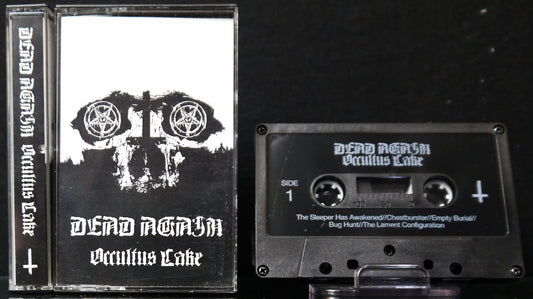 DEAD AGAIN Occultus Lake
DEAD AGAIN
Occultus Lake
DEAD AGAIN
Occultus Lake
SIDE
1
The Sleeper Has Awakened//Chestburster//Empty Burial//
Bug Hunt//The Lament Configuration